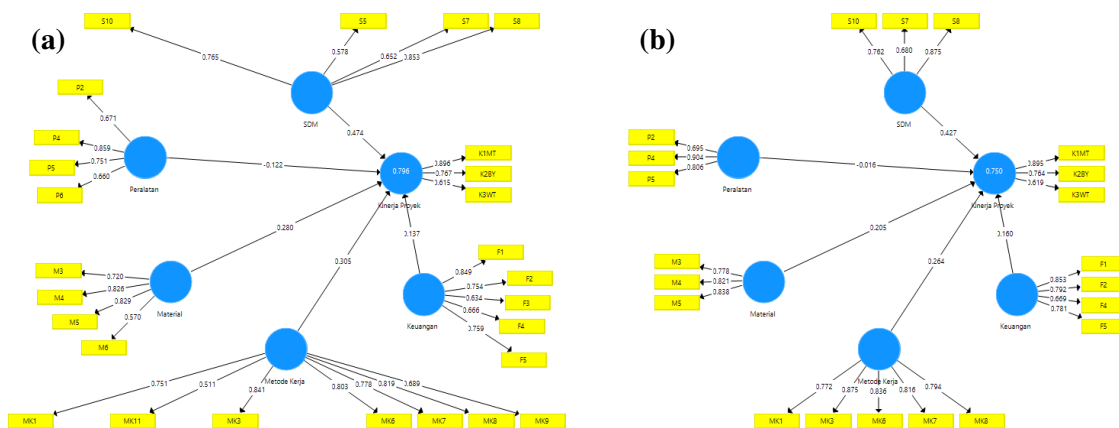 (a)
S10
S5
S7
S8
0.765
0.578
0.652
0.853
SDM
P2
0.671
P4
0.859
P5
0.751
P6
0.660
Peralatan
0.474
-0.122
0.796
Kinerja Proyek
0.896
K1MT
0.767
K2BY
0.615
K3WT
0.280
0.305
0.137
M3
0.720
M4
0.826
M5
0.829
M6
0.570
Material
Keuangan
0.849
F1
0.754
F2
0.634
F3
0.666
F4
0.759
F5
Metode Kerja
0.751
0.511
0.841
0.803
0.778
0.819
0.689
MK1
MK11
MK3
MK6
MK7
MK8
MK9
(b)
S10
S7
S8
0.762
0.680
0.875
SDM
P2
0.695
P4
0.904
P5
0.806
Peralatan
0.427
-0.016
0.750
Kinerja Proyek
0.895
K1MT
0.764
K2BY
0.619
K3WT
0.205
0.264
0.160
M3
0.778
M4
0.821
M5
0.838
Material
Keuangan
0.853
F1
0.792
F2
0.669
F4
0.781
F5
Metode Kerja
0.772
0.875
0.836
0.816
0.794
MK1
MK3
MK6
MK7
MK8